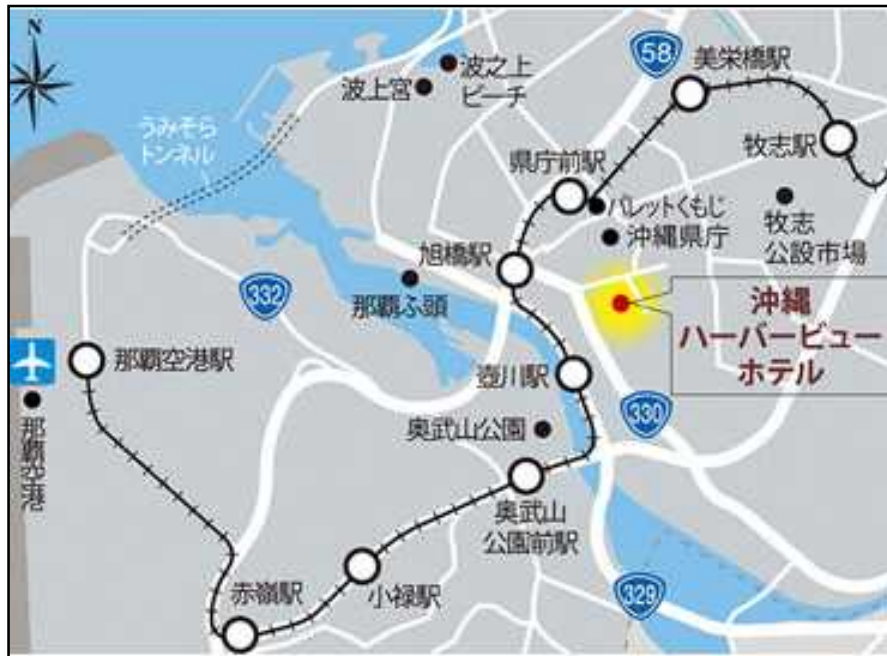 N
58
美栄橋駅
波之上
ビーチ
波上宮
うみそら
トンネル
県庁前駅
牧志駅
パレットくもじ
沖縄県庁
牧志
公設市場
旭橋駅
332
那覇ふ頭
沖縄
ハーバービュー
ホテル
那覇空港駅
壺川駅
330
奥武山公園
那覇空港
奥武山
公園前駅
小禄駅
赤嶺駅
329